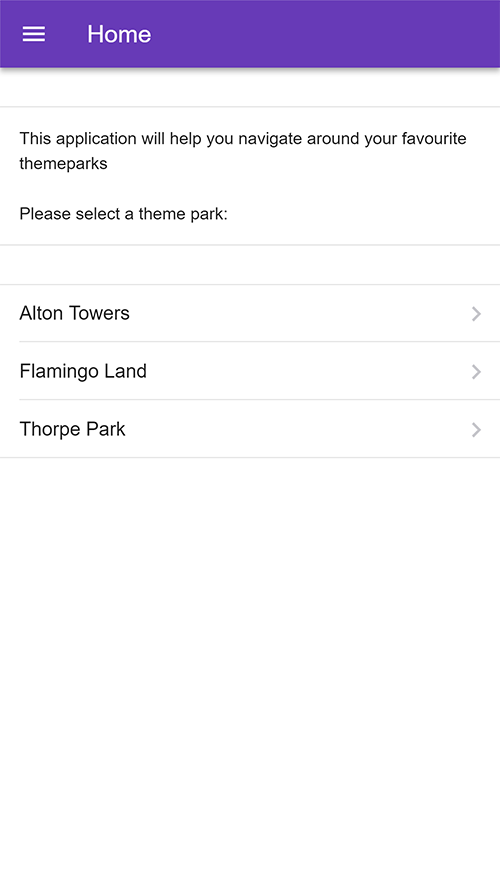 Home
This application will help you navigate around your favourite
themeparks
Please select a theme park:
Alton Towers
Flamingo Land
Thorpe Park